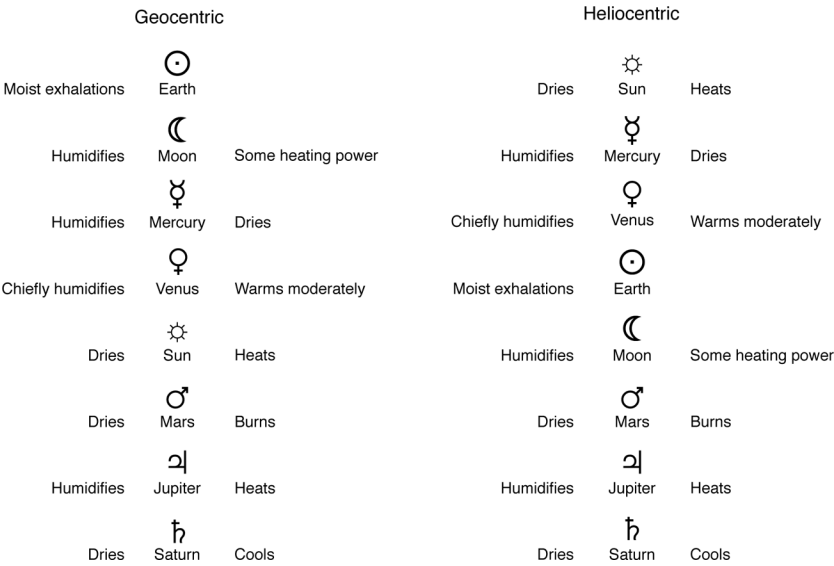 Geocentric
Moist exhalations Earth
Humidifies Moon Some heating power
Humidifies Mercury Dries
Chiefly humidifies Venus Warms moderately
Dries Sun Heats
Dries Mars Burns
Humidifies Jupiter Heats
Dries Saturn Cools
Heliocentric
Dries Sun Heats
Humidifies Mercury Dries
Chiefly humidifies Venus Warms moderately
Moist exhalations Earth
Humidifies Moon Some heating power
Dries Mars Burns
Humidifies Jupiter Heats
Dries Saturn Cools